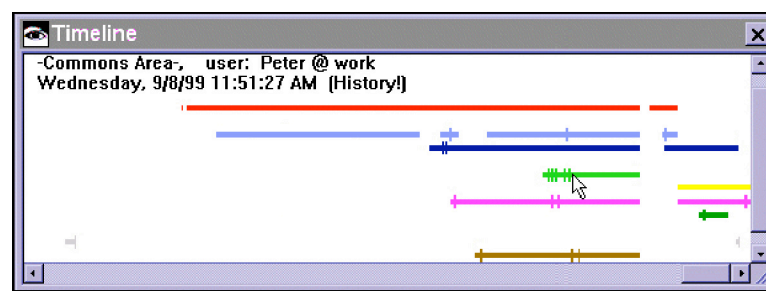 Timeline
-Commons Area-, user: Peter @ work
Wednesday, 9/8/99 11:51:27 AM (History!)